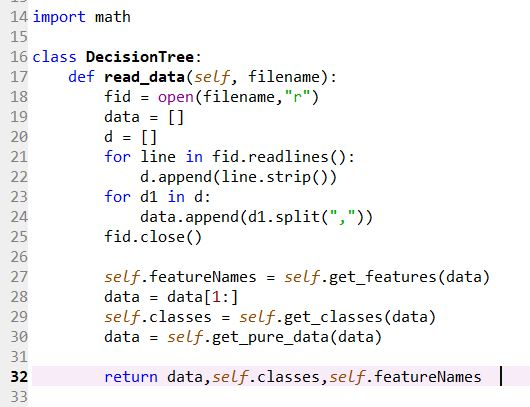 14 import math
15
16 class DecisionTree:
17     def read_data(self, filename):
18         fid = open(filename,"r")
19         data = []
20         d = []
21         for line in fid.readlines():
22             d.append(line.strip())
23         for d1 in d:
24             data.append(d1.split(","))
25         fid.close()
26
27         self.featureNames = self.get_features(data)
28         data = data[1:]
29         self.classes = self.get_classes(data)
30         data = self.get_pure_data(data)
31
32         return data,self.classes,self.featureNames
33